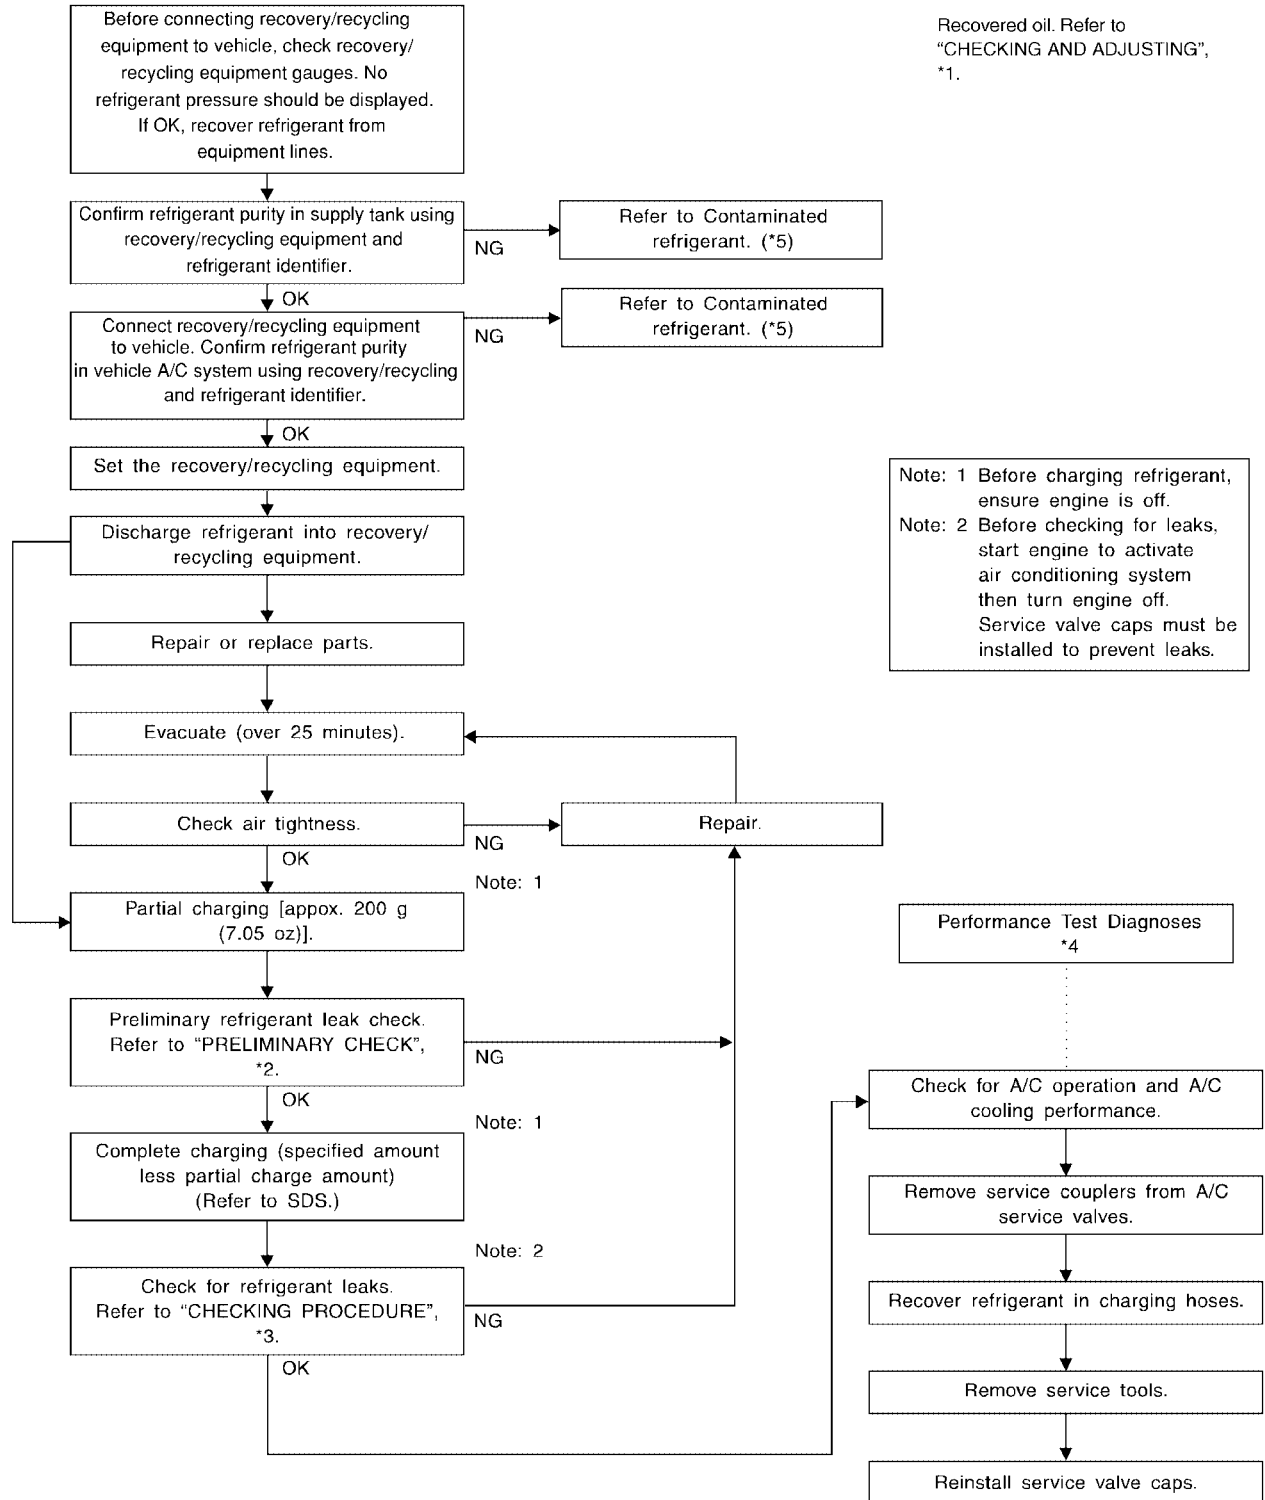 Before connecting recovery/recycling
equipment to vehicle, check recovery/
recycling equipment gauges. No
refrigerant pressure should be displayed.
If OK, recover refrigerant from
equipment lines.
Recovered oil. Refer to
“CHECKING AND ADJUSTING”,
*1.
Confirm refrigerant purity in supply tank using
recovery/recycling equipment and
refrigerant identifier.
NG
Refer to Contaminated
refrigerant. (*5)
OK
Connect recovery/recycling equipment
to vehicle. Confirm refrigerant purity
in vehicle A/C system using recovery/recycling
and refrigerant identifier.
NG
Refer to Contaminated
refrigerant. (*5)
OK
Set the recovery/recycling equipment.
Discharge refrigerant into recovery/
recycling equipment.
Note: 1 Before charging refrigerant,
ensure engine is off.
Note: 2 Before checking for leaks,
start engine to activate
air conditioning system
then turn engine off.
Service valve caps must be
installed to prevent leaks.
Repair or replace parts.
Evacuate (over 25 minutes).
Check air tightness.
NG
Repair.
OK
Note: 1
Partial charging [appox. 200 g
(7.05 oz)].
Preliminary refrigerant leak check.
Refer to “PRELIMINARY CHECK”,
*2.
NG
OK
Note: 1
Complete charging (specified amount
less partial charge amount)
(Refer to SDS.)
Note: 2
Check for refrigerant leaks.
Refer to “CHECKING PROCEDURE”,
*3.
NG
OK
Performance Test Diagnoses
*4
Check for A/C operation and A/C
cooling performance.
Remove service couplers from A/C
service valves.
Recover refrigerant in charging hoses.
Remove service tools.
Reinstall service valve caps.